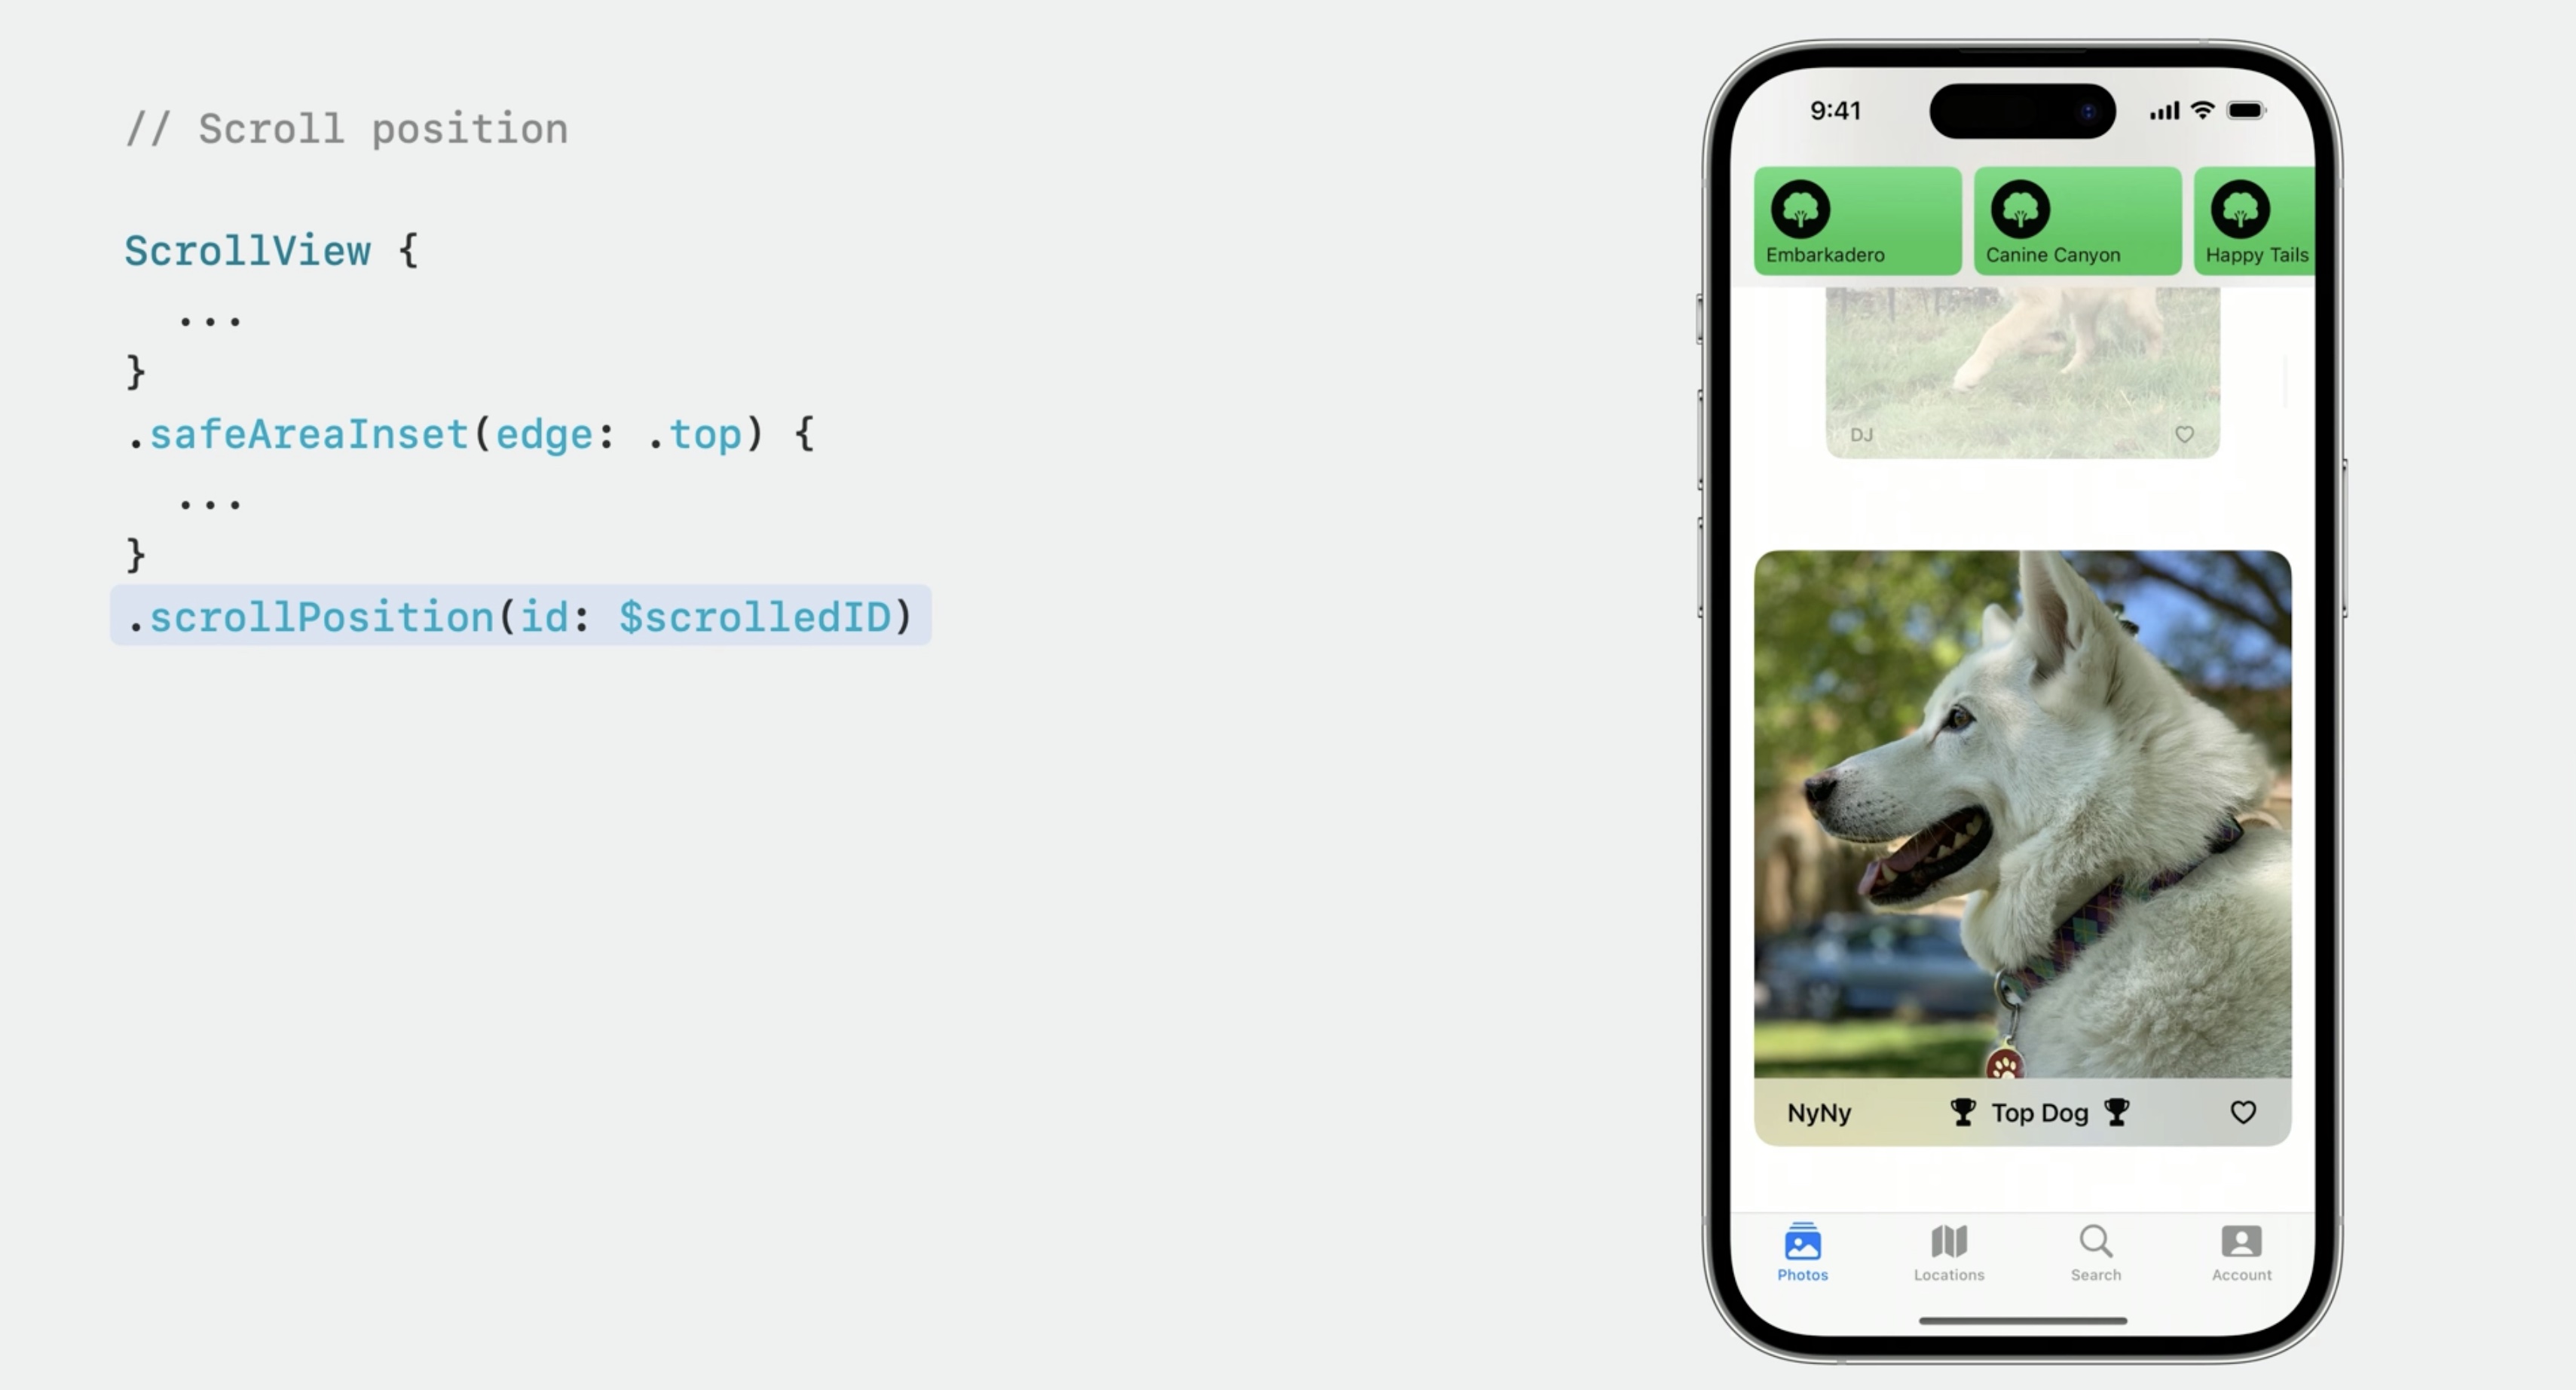 // Scroll position
ScrollView {
...
}
.safeAreaInset(edge: .top) {
...
}
.scrollPosition(id: $scrolledID)
9:41
Embarkadero
Canine Canyon
Happy Tails
DJ
NyNy
Top Dog
Photos
Locations
Search
Account